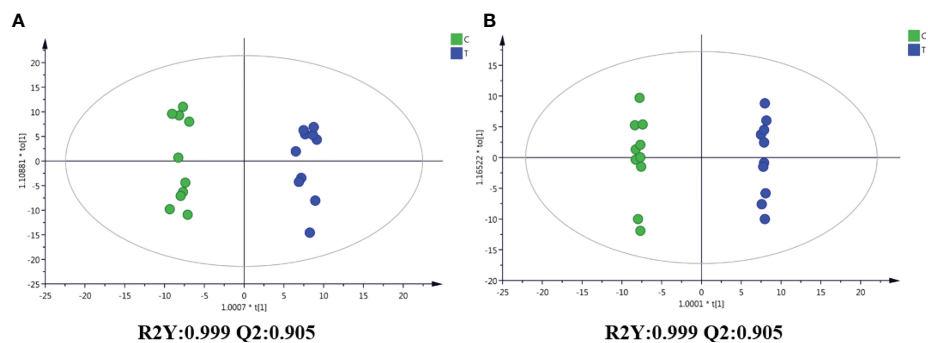 A
C
T
1.10881 * to[1]
25
20
15
10
5
0
-5
-10
-15
-20
-25
-25 -20 -15 -10 -5 0 5 10 15 20
1.0007 * t[1]
R2Y:0.999 Q2:0.905
B
C
T
1.16522 * to[1]
15
10
5
0
-5
-10
-15
-20
-25 -20 -15 -10 -5 0 5 10 15 20
1.0001 * t[1]
R2Y:0.999 Q2:0.905